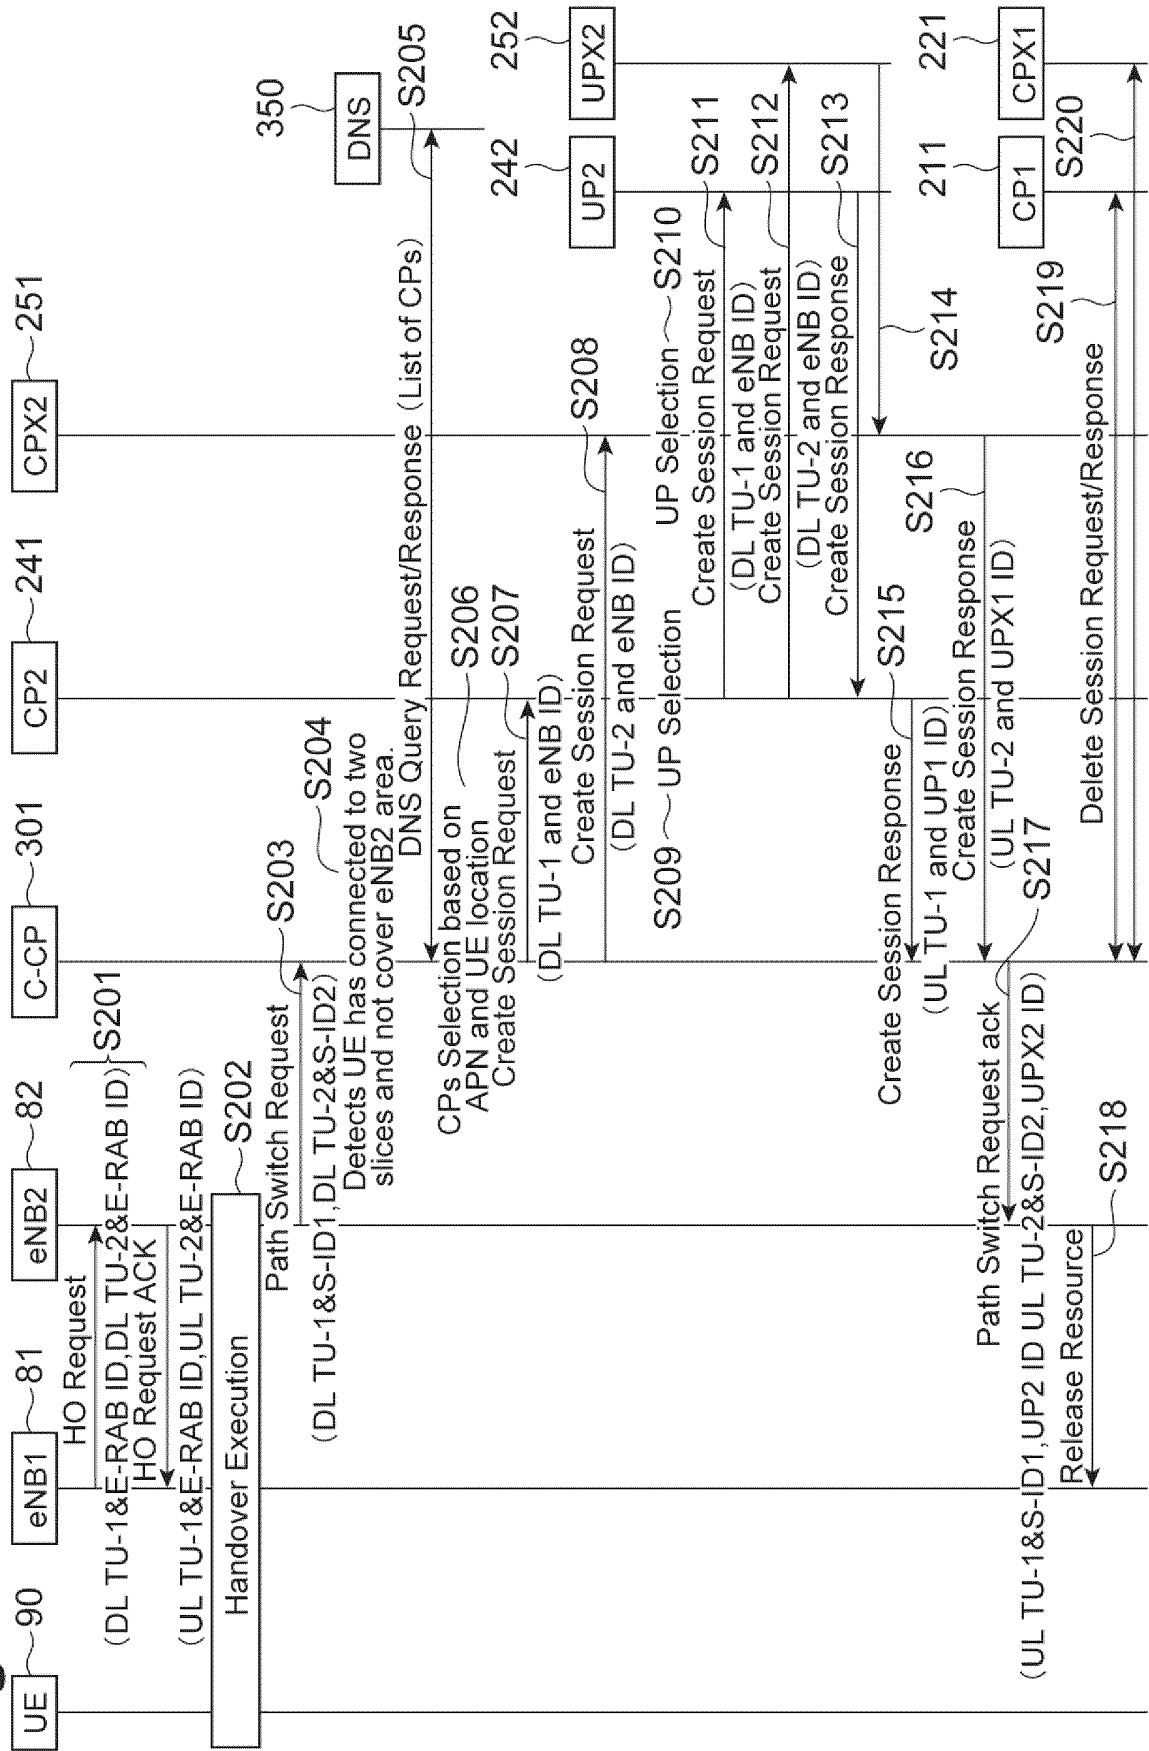 UE
90
eNB1
81
eNB2
82
C-CP
301
CP2
241
CPX2
251
HO Request
(DL TU-1&E-RAB ID,DL TU-2&E-RAB ID)
S201
HO Request ACK
(UL TU-1&E-RAB ID,UL TU-2&E-RAB ID)
Handover Execution
S202
Path Switch Request
S203
(DL TU-1&S-ID1,DL TU-2&S-ID2)
S204
Detects UE has connected to two
slices and not cover eNB2 area.
DNS
350
DNS Query Request/Response (List of CPs)
S205
CPs Selection based on
APN and UE location
S206
Create Session Request
S207
(DL TU-1 and eNB ID)
Create Session Request
S208
(DL TU-2 and eNB ID)
UP2
242
UPX2
252
S209
UP Selection
UP Selection
S210
Create Session Request
S211
(DL TU-1 and eNB ID)
Create Session Request
S212
(DL TU-2 and eNB ID)
Create Session Response
S213
S214
Create Session Response
S215
(UL TU-1 and UP1 ID)
Create Session Response
S216
(UL TU-2 and UPX1 ID)
Path Switch Request ack
S217
(UL TU-1&S-ID1,UP2 ID UL TU-2&S-ID2,UPX2 ID)
Release Resource
S218
CP1
211
CPX1
221
Delete Session Request/Response
S219
S220